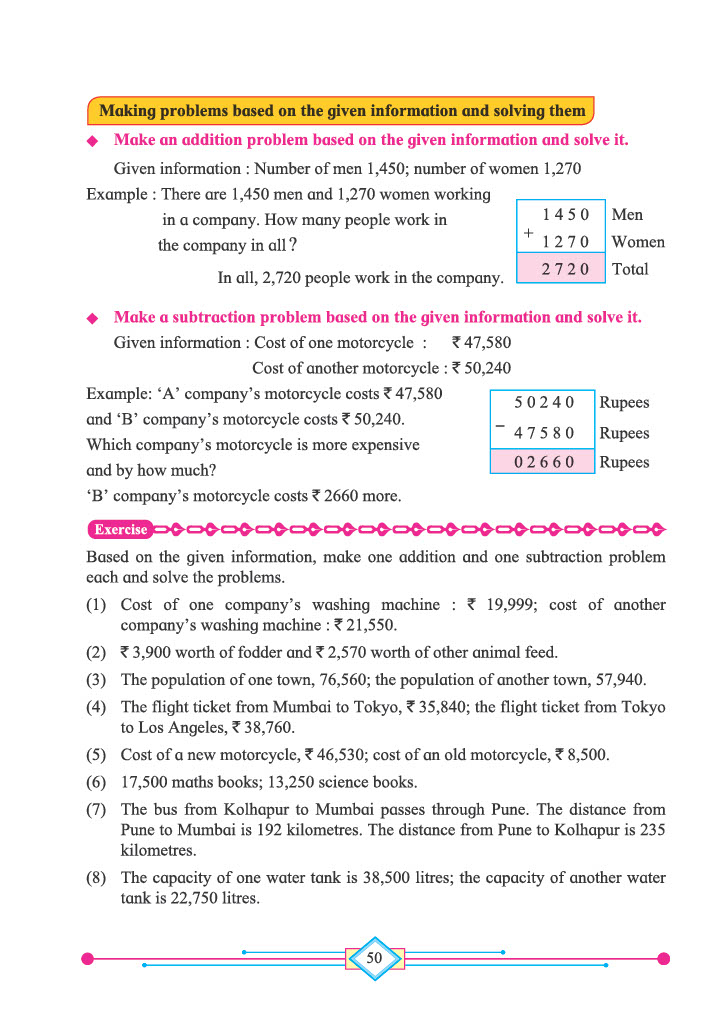 Making problems based on the given information and solving them
◆ Make an addition problem based on the given information and solve it.
Given information : Number of men 1,450; number of women 1,270
Example : There are 1,450 men and 1,270 women working
in a company. How many people work in
the company in all?
In all, 2,720 people work in the company.
1 4 5 0 Men
+
1 2 7 0 Women
2 7 2 0 Total
◆ Make a subtraction problem based on the given information and solve it.
Given information : Cost of one motorcycle : ₹ 47,580
Cost of another motorcycle : ₹ 50,240
Example: ‘A’ company’s motorcycle costs ₹ 47,580
and ‘B’ company’s motorcycle costs ₹ 50,240.
Which company’s motorcycle is more expensive
and by how much?
‘B’ company’s motorcycle costs ₹ 2660 more.
5 0 2 4 0 Rupees
−
4 7 5 8 0 Rupees
0 2 6 6 0 Rupees
Exercise
Based on the given information, make one addition and one subtraction problem
each and solve the problems.
(1) Cost of one company’s washing machine : ₹ 19,999; cost of another
company’s washing machine : ₹ 21,550.
(2) ₹ 3,900 worth of fodder and ₹ 2,570 worth of other animal feed.
(3) The population of one town, 76,560; the population of another town, 57,940.
(4) The flight ticket from Mumbai to Tokyo, ₹ 35,840; the flight ticket from Tokyo
to Los Angeles, ₹ 38,760.
(5) Cost of a new motorcycle, ₹ 46,530; cost of an old motorcycle, ₹ 8,500.
(6) 17,500 maths books; 13,250 science books.
(7) The bus from Kolhapur to Mumbai passes through Pune. The distance from
Pune to Mumbai is 192 kilometres. The distance from Pune to Kolhapur is 235
kilometres.
(8) The capacity of one water tank is 38,500 litres; the capacity of another water
tank is 22,750 litres.
50